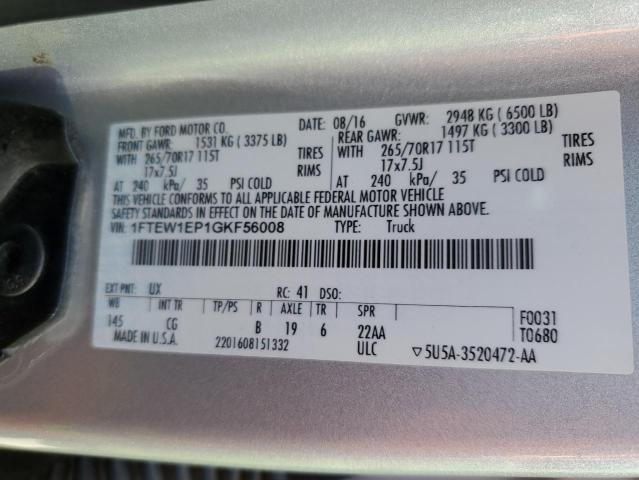 MFD. BY FORD MOTOR CO. DATE: 08/16 GVWR: 2948 KG ( 6500 LB)
FRONT GAWR: 1531 KG ( 3375 LB) REAR GAWR: 1497 KG ( 3300 LB)
WITH 265/70R17 115T TIRES WITH 265/70R17 115T TIRES
17x7.5J RIMS 17x7.5J RIMS
AT 240 kPa/ 35 PSI COLD AT 240 kPa/ 35 PSI COLD
THIS VEHICLE CONFORMS TO ALL APPLICABLE FEDERAL MOTOR VEHICLE
SAFETY STANDARDS IN EFFECT ON THE DATE OF MANUFACTURE SHOWN ABOVE.
VIN: 1FTEW1EP1GKF56008 TYPE: Truck
EXT PNT: UX RC: 41 DSO:
WB INT TR TP/PS R AXLE TR SPR F0031
145 CG B 19 6 22AA T0680
MADE IN U.S.A. 2201608151332 ULC ▽5U5A-3520472-AA